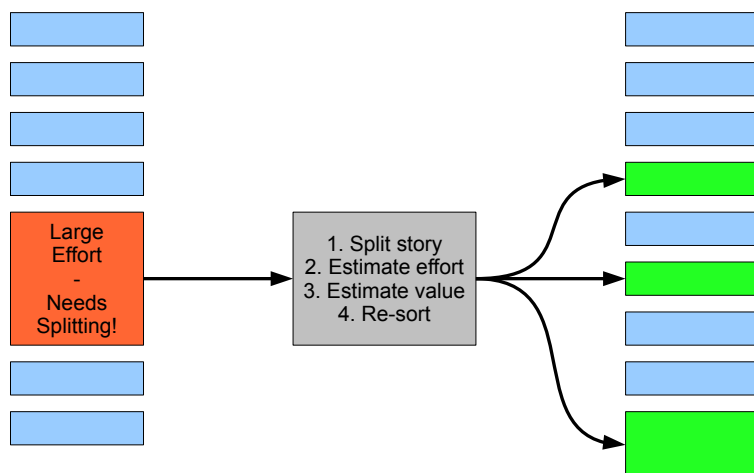 Large
Effort
-
Needs
Splitting!
1. Split story
2. Estimate effort
3. Estimate value
4. Re-sort